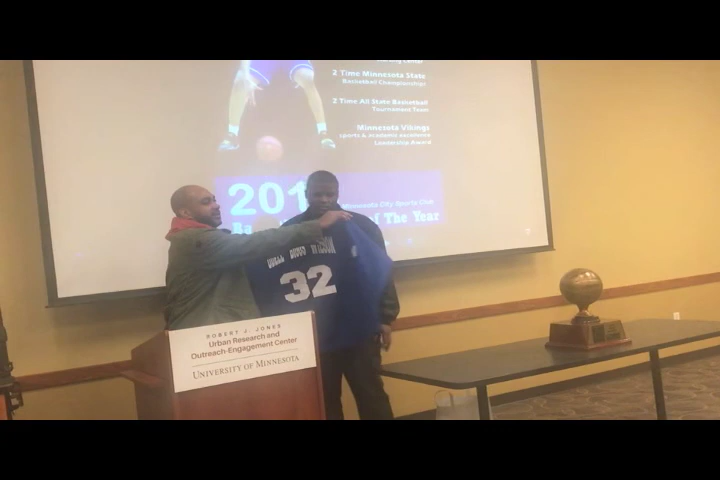 2 Time Minnesota State
Basketball Championships
2 Time All State Basketball
Tournament Team
Minnesota Vikings
sports & academic excellence
Leadership Award
201
Minnesota City Sports Club
Of The Year
ODELL
WILSON
32
ROBERT J. JONES
Urban Research and
Outreach-Engagement Center
UNIVERSITY OF MINNESOTA